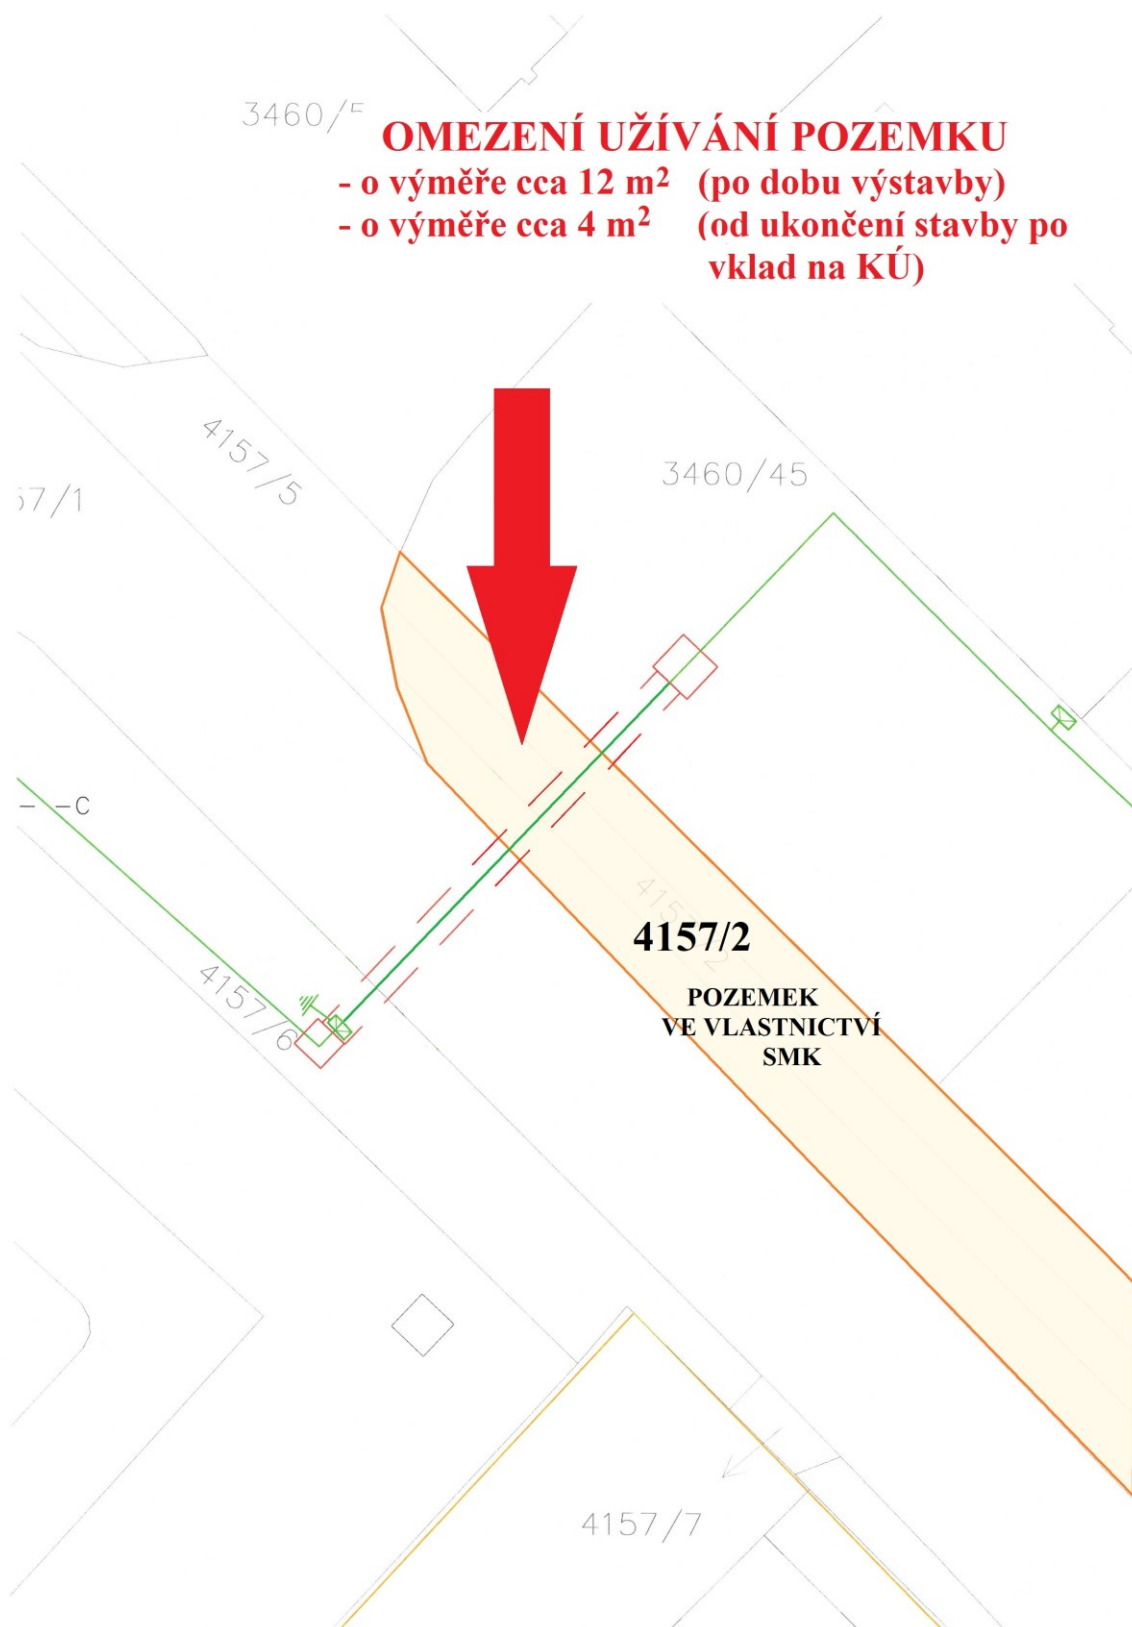 3460/5
OMEZENÍ UŽÍVÁNÍ POZEMKU
- o výměře cca 12 m² (po dobu výstavby)
- o výměře cca 4 m² (od ukončení stavby po
vklad na KÚ)
4157/5
3460/45
57/1
- -C
4157/2
4157/2
POZEMEK
VE VLASTNICTVÍ
SMK
4157/6
4157/7